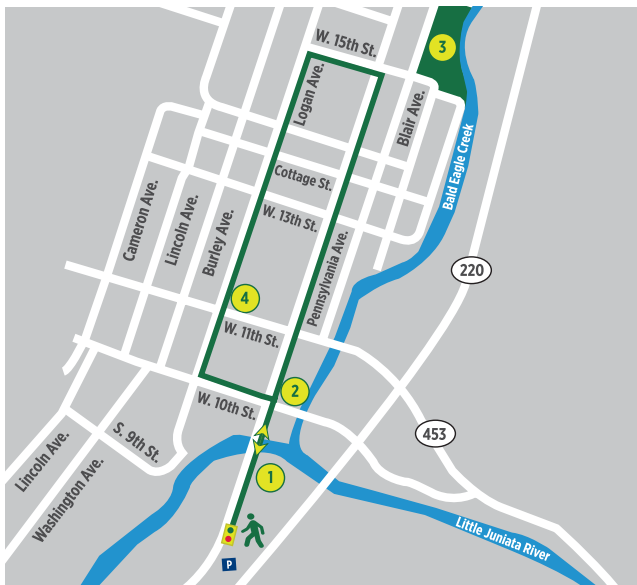 W. 15th St.
3
Logan Ave.
Blair Ave.
Bald Eagle Creek
Cottage St.
W. 13th St.
Cameron Ave.
Lincoln Ave.
Burley Ave.
Pennsylvania Ave.
220
4
W. 11th St.
2
W. 10th St.
453
S. 9th St.
Lincoln Ave.
Washington Ave.
1
Little Juniata River
P